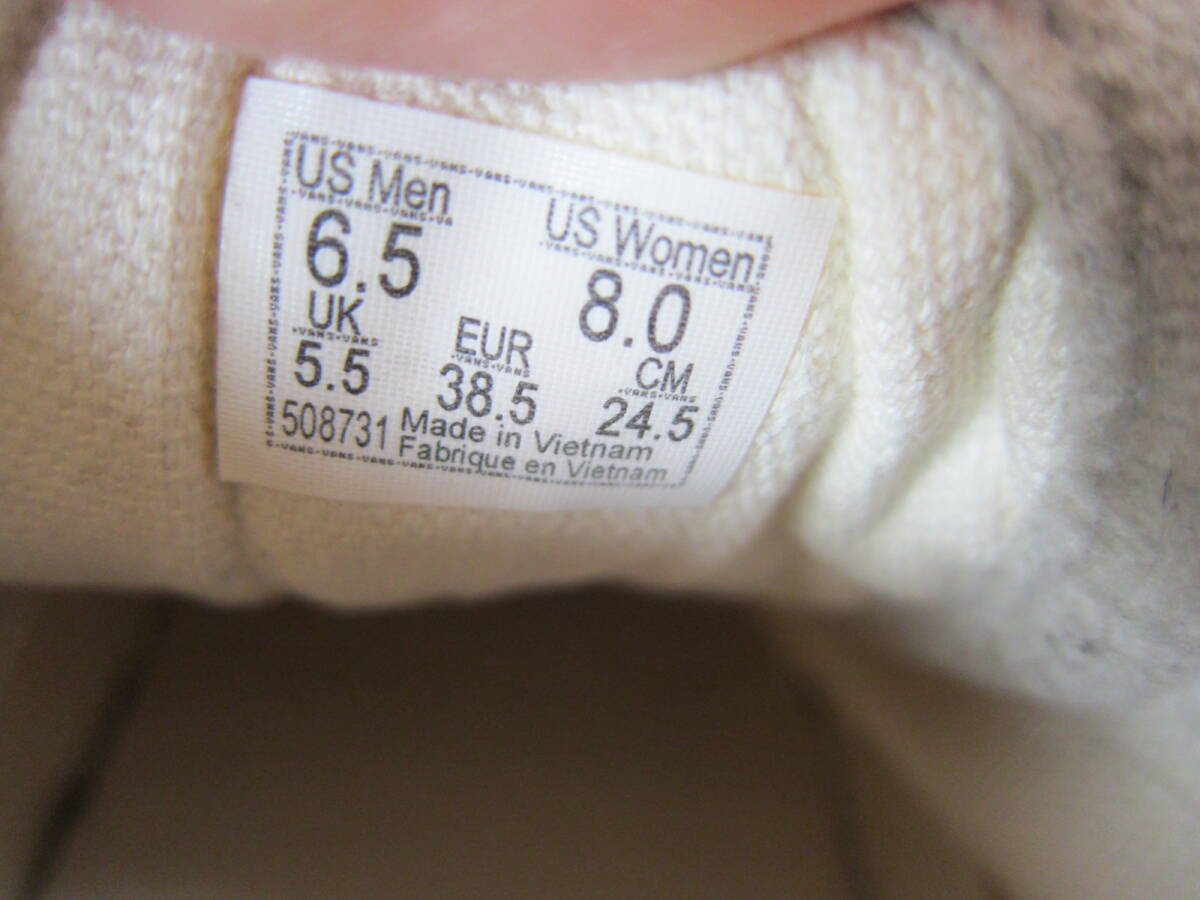 US Men
US Women
6.5
8.0
UK
EUR
CM
5.5
38.5
24.5
508731 Made in Vietnam
Fabrique en Vietnam